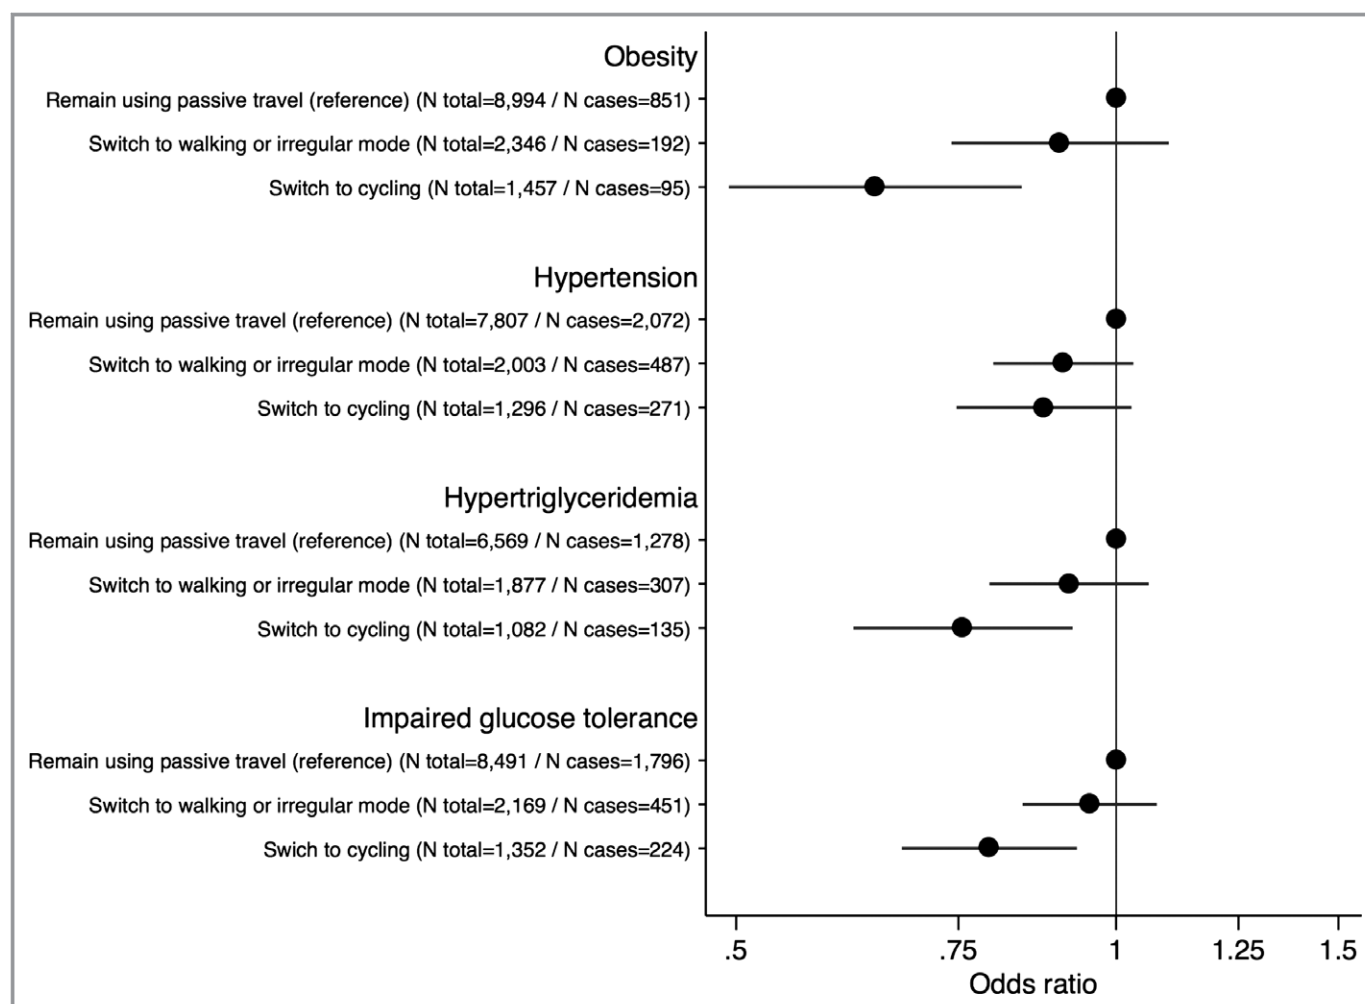 Obesity
Remain using passive travel (reference) (N total=8,994 / N cases=851)
Switch to walking or irregular mode (N total=2,346 / N cases=192)
Switch to cycling (N total=1,457 / N cases=95)
Hypertension
Remain using passive travel (reference) (N total=7,807 / N cases=2,072)
Switch to walking or irregular mode (N total=2,003 / N cases=487)
Switch to cycling (N total=1,296 / N cases=271)
Hypertriglyceridemia
Remain using passive travel (reference) (N total=6,569 / N cases=1,278)
Switch to walking or irregular mode (N total=1,877 / N cases=307)
Switch to cycling (N total=1,082 / N cases=135)
Impaired glucose tolerance
Remain using passive travel (reference) (N total=8,491 / N cases=1,796)
Switch to walking or irregular mode (N total=2,169 / N cases=451)
Swich to cycling (N total=1,352 / N cases=224)
.5 .75 1 1.25 1.5
Odds ratio